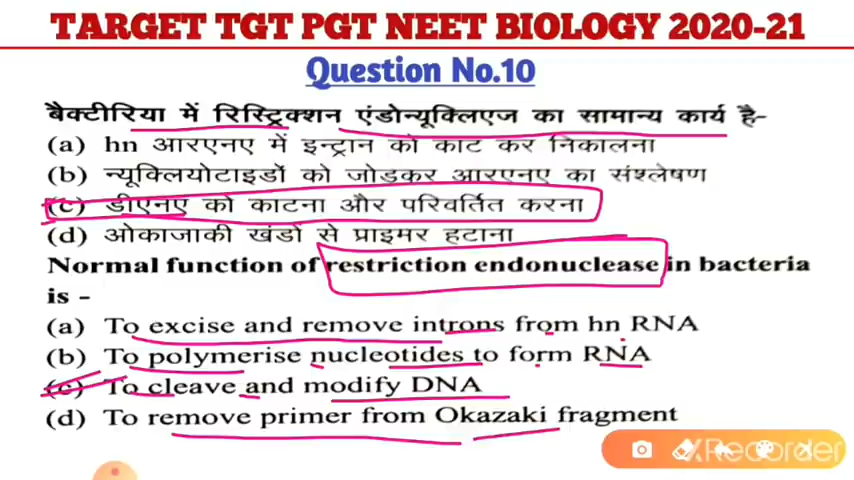 TARGET TGT PGT NEET BIOLOGY 2020-21
Question No.10
बैक्टीरिया में रिस्ट्रिक्शन एंडोन्यूक्लिएज का सामान्य कार्य है-
(a) hn आरएनए में इन्ट्रान को काट कर निकालना
(b) न्यूक्लियोटाइडों को जोडकर आरएनए का संश्लेषण
(c) डीएनए को काटना और परिवर्तित करना
(d) ओकाजाकी खंडो से प्राइमर हटाना
Normal function of restriction endonuclease in bacteria
is -
(a) To excise and remove introns from hn RNA
(b) To polymerise nucleotides to form RNA
(c) To cleave and modify DNA
(d) To remove primer from Okazaki fragment
XRecorder